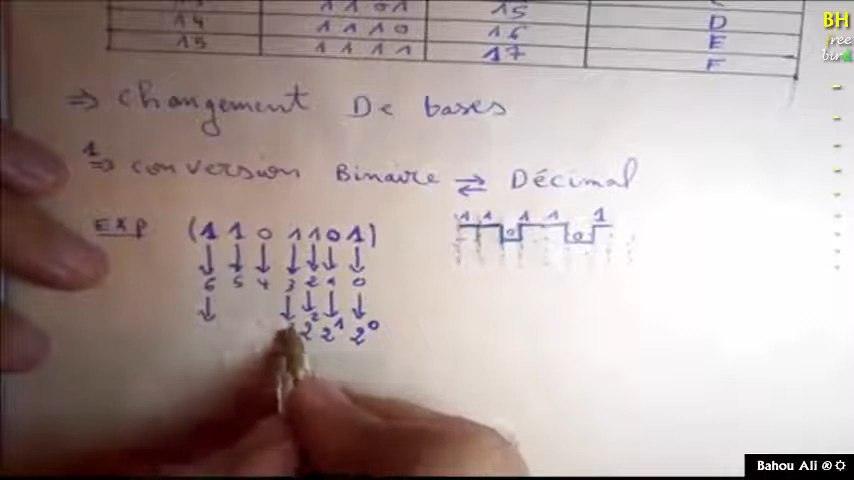 13 1 1 0 1 15
14 1 1 1 0 16 D
15 1 1 1 1 17 E
F
⇒ Changement De bases
1 ⇒ conversion Binaire ⇄ Décimal
EXP (1 1 0 1 1 0 1) 1 1 0 1 1 0 1
6 5 4 3 2 1 0
2² 2¹ 2⁰
BH
free
bird
Bahou Ali ®